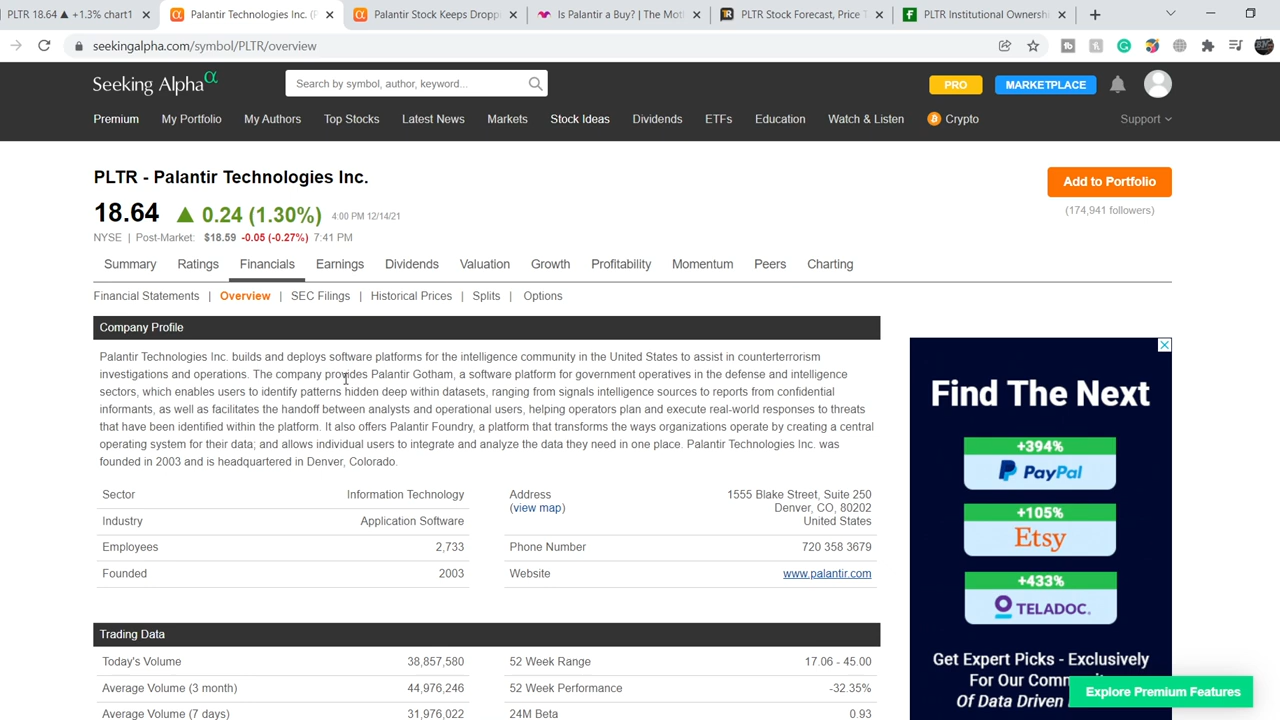 PLTR 18.64 ▲ +1.3% chart1
Palantir Technologies Inc. (P
Palantir Stock Keeps Dropp
Is Palantir a Buy? | The Mot
PLTR Stock Forecast, Price T
PLTR Institutional Ownershi
seekingalpha.com/symbol/PLTR/overview
Seeking Alpha α
Search by symbol, author, keyword...
PRO
MARKETPLACE
Premium My Portfolio My Authors Top Stocks Latest News Markets Stock Ideas Dividends ETFs Education Watch & Listen Crypto Support
PLTR - Palantir Technologies Inc.
Add to Portfolio
18.64 ▲ 0.24 (1.30%) 4:00 PM 12/14/21
(174,941 followers)
NYSE | Post-Market: $18.59 -0.05 (-0.27%) 7:41 PM
Summary Ratings Financials Earnings Dividends Valuation Growth Profitability Momentum Peers Charting
Financial Statements | Overview | SEC Filings | Historical Prices | Splits | Options
Company Profile
Palantir Technologies Inc. builds and deploys software platforms for the intelligence community in the United States to assist in counterterrorism
investigations and operations. The company provides Palantir Gotham, a software platform for government operatives in the defense and intelligence
sectors, which enables users to identify patterns hidden deep within datasets, ranging from signals intelligence sources to reports from confidential
informants, as well as facilitates the handoff between analysts and operational users, helping operators plan and execute real-world responses to threats
that have been identified within the platform. It also offers Palantir Foundry, a platform that transforms the ways organizations operate by creating a central
operating system for their data; and allows individual users to integrate and analyze the data they need in one place. Palantir Technologies Inc. was
founded in 2003 and is headquartered in Denver, Colorado.
Sector Information Technology
Industry Application Software
Employees 2,733
Founded 2003
Address 1555 Blake Street, Suite 250
(view map) Denver, CO, 80202
United States
Phone Number 720 358 3679
Website www.palantir.com
Trading Data
Today's Volume 38,857,580
Average Volume (3 month) 44,976,246
Average Volume (7 days) 31,976,022
52 Week Range 17.06 - 45.00
52 Week Performance -32.35%
24M Beta 0.93
Find The Next
+394%
PayPal
+105%
Etsy
+433%
TELADOC.
Get Expert Picks - Exclusively
For Our Comm
Of Data Driven
Explore Premium Features